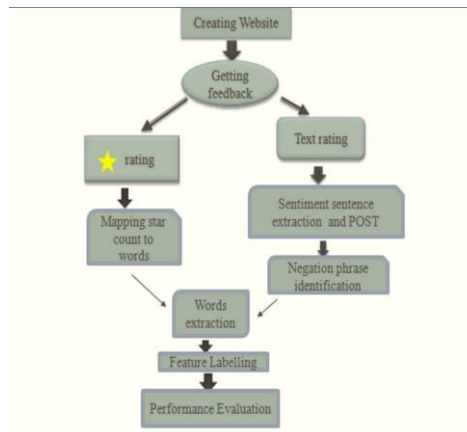 Creating Website
Getting
feedback
rating
Text rating
Mapping star
count to
words
Sentiment sentence
extraction and POST
Negation phrase
identification
Words
extraction
Feature Labelling
Performance Evaluation